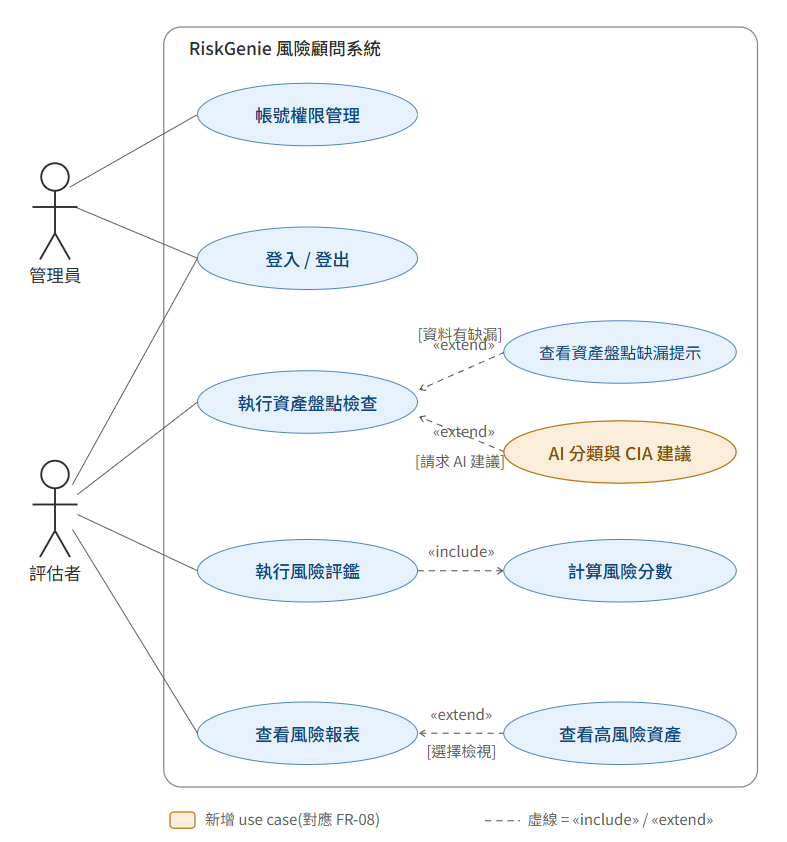 RiskGenie 風險顧問系統
帳號權限管理
管理員
登入 / 登出
[資料有缺漏]
«extend»
查看資產盤點缺漏提示
執行資產盤點檢查
«extend»
AI 分類與 CIA 建議
[請求 AI 建議]
評估者
«include»
執行風險評鑑
計算風險分數
«extend»
查看風險報表
查看高風險資產
[選擇檢視]
新增 use case(對應 FR-08)
虛線 = «include» / «extend»